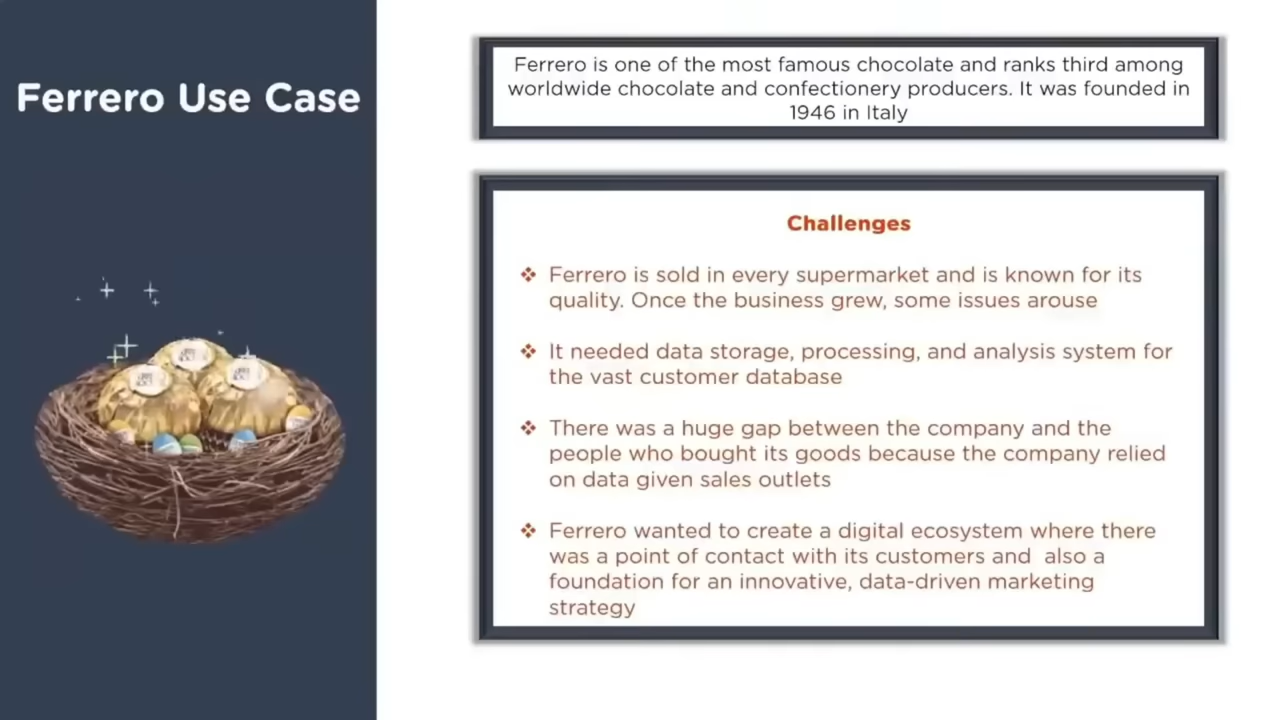 Ferrero Use Case
Ferrero is one of the most famous chocolate and ranks third among
worldwide chocolate and confectionery producers. It was founded in
1946 in Italy
Challenges
❖ Ferrero is sold in every supermarket and is known for its
quality. Once the business grew, some issues arouse
❖ It needed data storage, processing, and analysis system for
the vast customer database
❖ There was a huge gap between the company and the
people who bought its goods because the company relied
on data given sales outlets
❖ Ferrero wanted to create a digital ecosystem where there
was a point of contact with its customers and  also a
foundation for an innovative, data-driven marketing
strategy